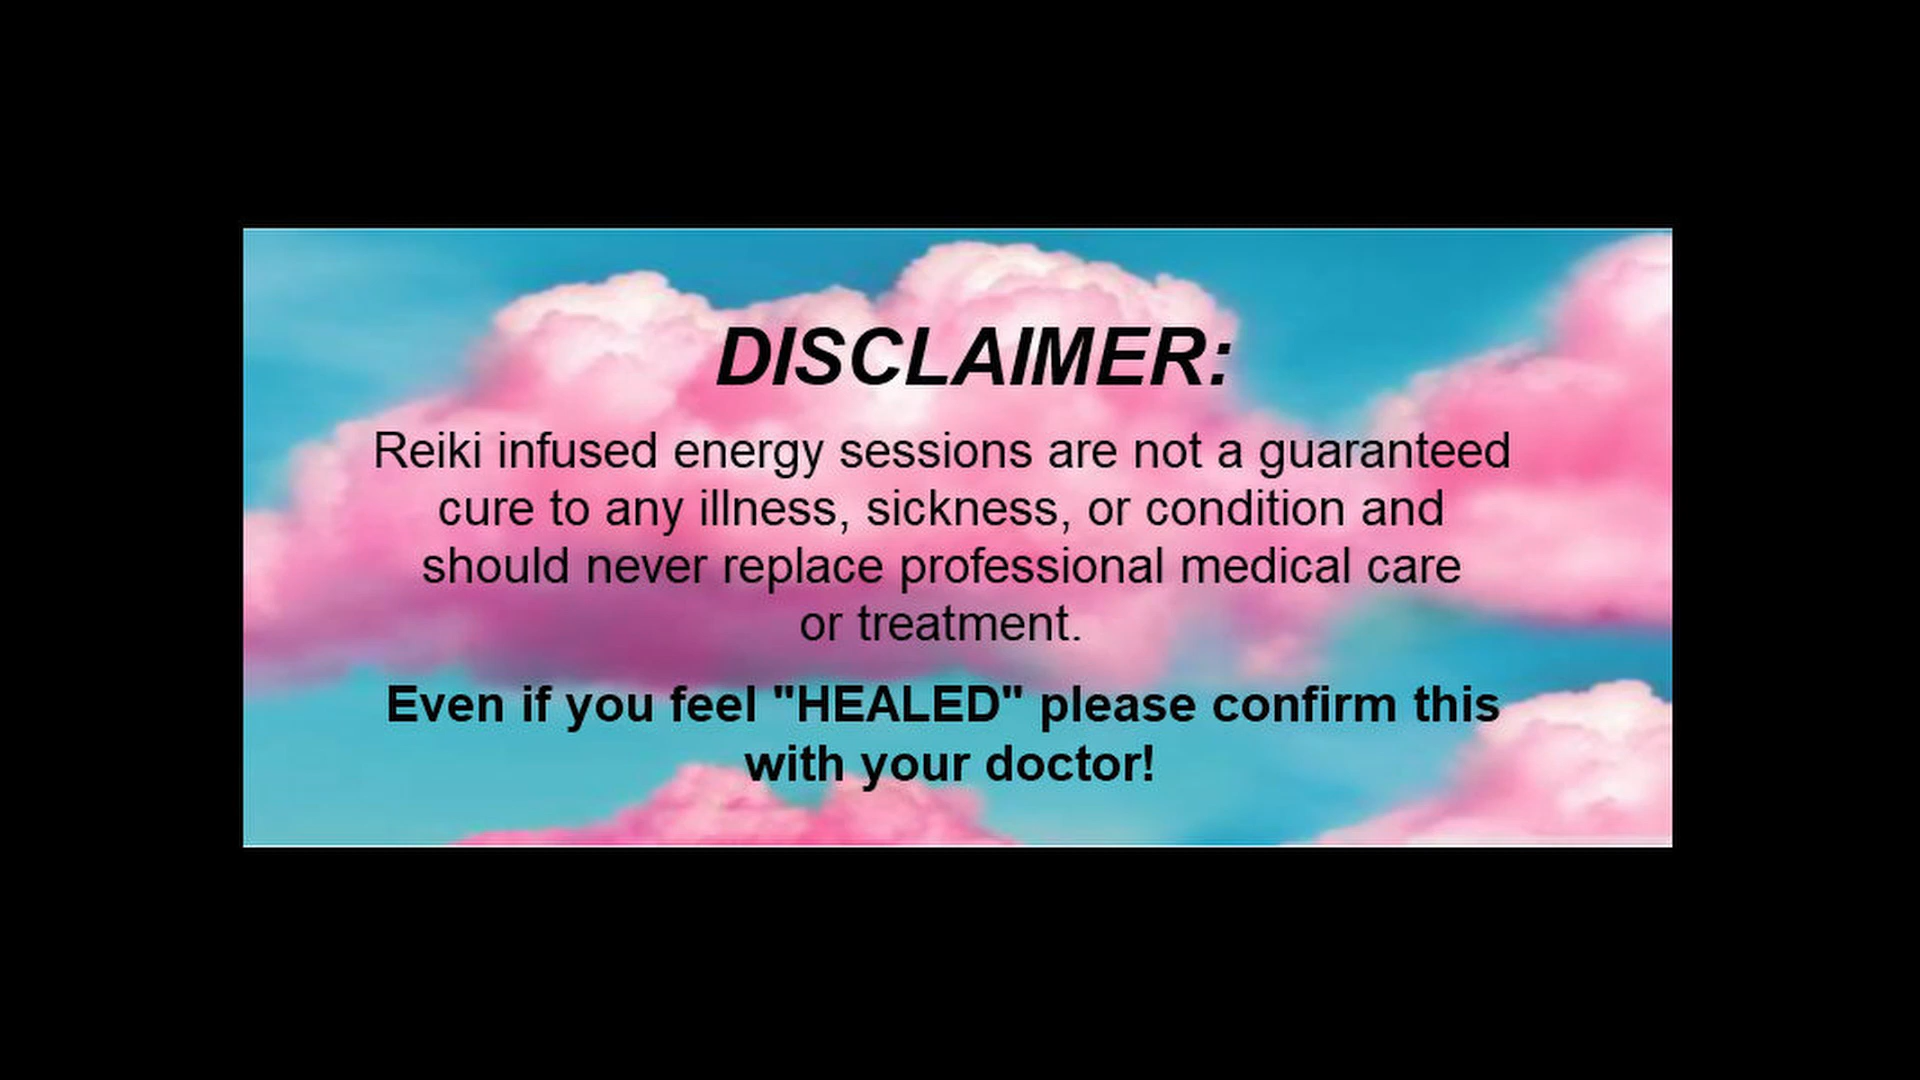 DISCLAIMER:
Reiki infused energy sessions are not a guaranteed
cure to any illness, sickness, or condition and
should never replace professional medical care
or treatment.
Even if you feel "HEALED" please confirm this
with your doctor!